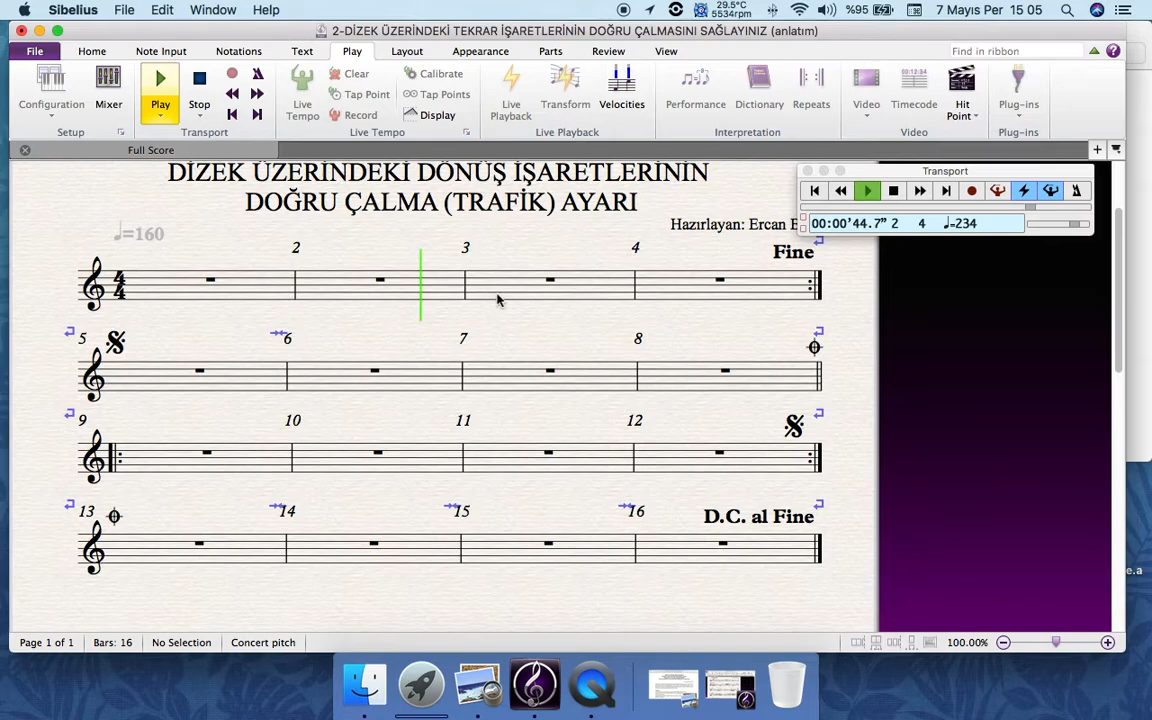 Sibelius File Edit Window Help 29.5°C 5534rpm %95 7 Mayıs Per 15 05
2-DİZEK ÜZERİNDEKİ TEKRAR İŞARETLERİNİN DOĞRU ÇALMASINI SAĞLAYINIZ (anlatım)
File Home Note Input Notations Text Play Layout Appearance Parts Review View Find in ribbon
Configuration Mixer Play Stop Live Tempo Clear Tap Point Record Calibrate Tap Points Display Live Playback Transform Velocities Performance Dictionary Repeats Video Timecode 00:12:34 Hit Point Plug-ins
Setup Transport Live Tempo Live Playback Interpretation Video Plug-ins
Full Score
DİZEK ÜZERİNDEKİ DÖNÜŞ İŞARETLERİNİN
DOĞRU ÇALMA (TRAFİK) AYARI
Transport
00:00'44.7" 2 4 ♩=234
Hazırlayan: Ercan
♩=160
2 3 4 Fine
4
4
5 6 7 8
9 10 11 12
13 14 15 16 D.C. al Fine
e.a
Page 1 of 1 Bars: 16 No Selection Concert pitch 100.00%